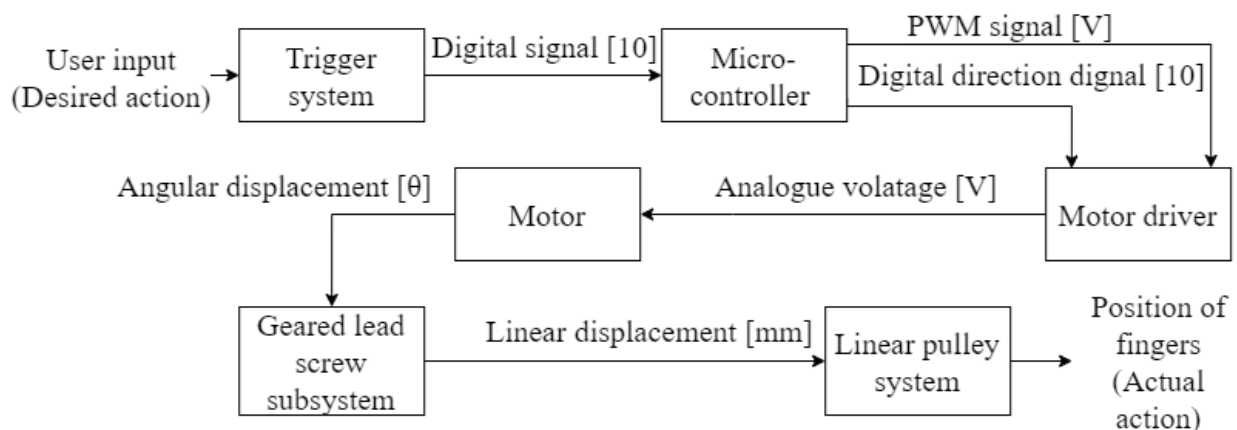 User input
(Desired action)
Trigger
system
Digital signal [10]
Micro-
controller
PWM signal [V]
Digital direction dignal [10]
Motor driver
Analogue volatage [V]
Motor
Angular displacement [θ]
Geared lead
screw
subsystem
Linear displacement [mm]
Linear pulley
system
Position of
fingers
(Actual
action)